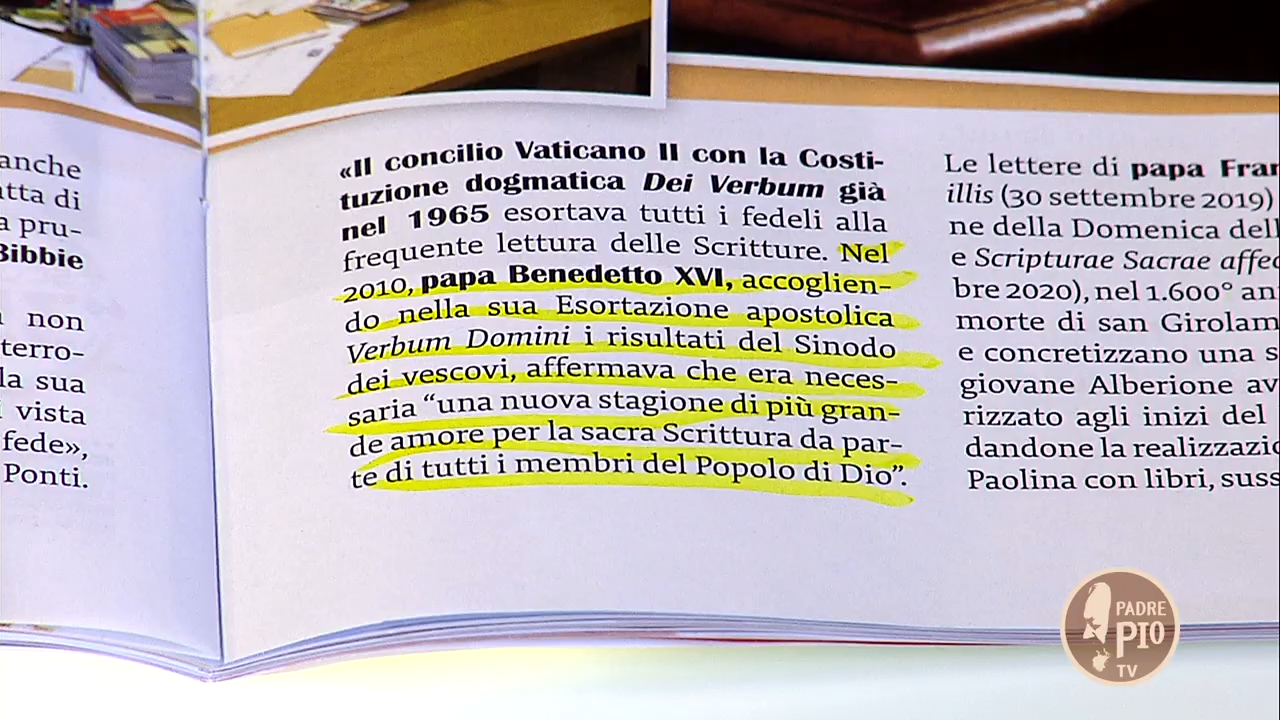 anche
di
pru-
Bibbie
non
terro-
la sua
vista
fede»,
Ponti.
«Il concilio Vaticano II con la Costi-
tuzione dogmatica Dei Verbum già
nel 1965 esortava tutti i fedeli alla
frequente lettura delle Scritture. Nel
2010, papa Benedetto XVI, accoglien-
do nella sua Esortazione apostolica
Verbum Domini i risultati del Sinodo
dei vescovi, affermava che era neces-
saria “una nuova stagione di più gran-
de amore per la sacra Scrittura da par-
te di tutti i membri del Popolo di Dio”.
Le lettere di papa Fran
illis (30 settembre 2019)
ne della Domenica dell
e Scripturae Sacrae affec
bre 2020), nel 1.600° an
morte di san Girolam
e concretizzano una s
giovane Alberione av
rizzato agli inizi del
dandone la realizzazio
Paolina con libri, suss
PADRE
PIO
TV